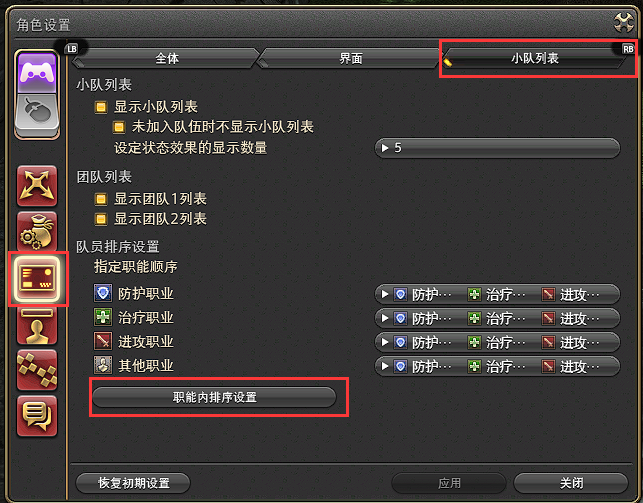 角色设置
LB
全体
界面
小队列表
RB
小队列表
显示小队列表
未加入队伍时不显示小队列表
设定状态效果的显示数量
5
团队列表
显示团队1列表
显示团队2列表
队员排序设置
指定职能顺序
防护职业 防护… 治疗… 进攻…
治疗职业 防护… 治疗… 进攻…
进攻职业 防护… 治疗… 进攻…
其他职业 防护… 治疗… 进攻…
职能内排序设置
恢复初期设置
应用
关闭